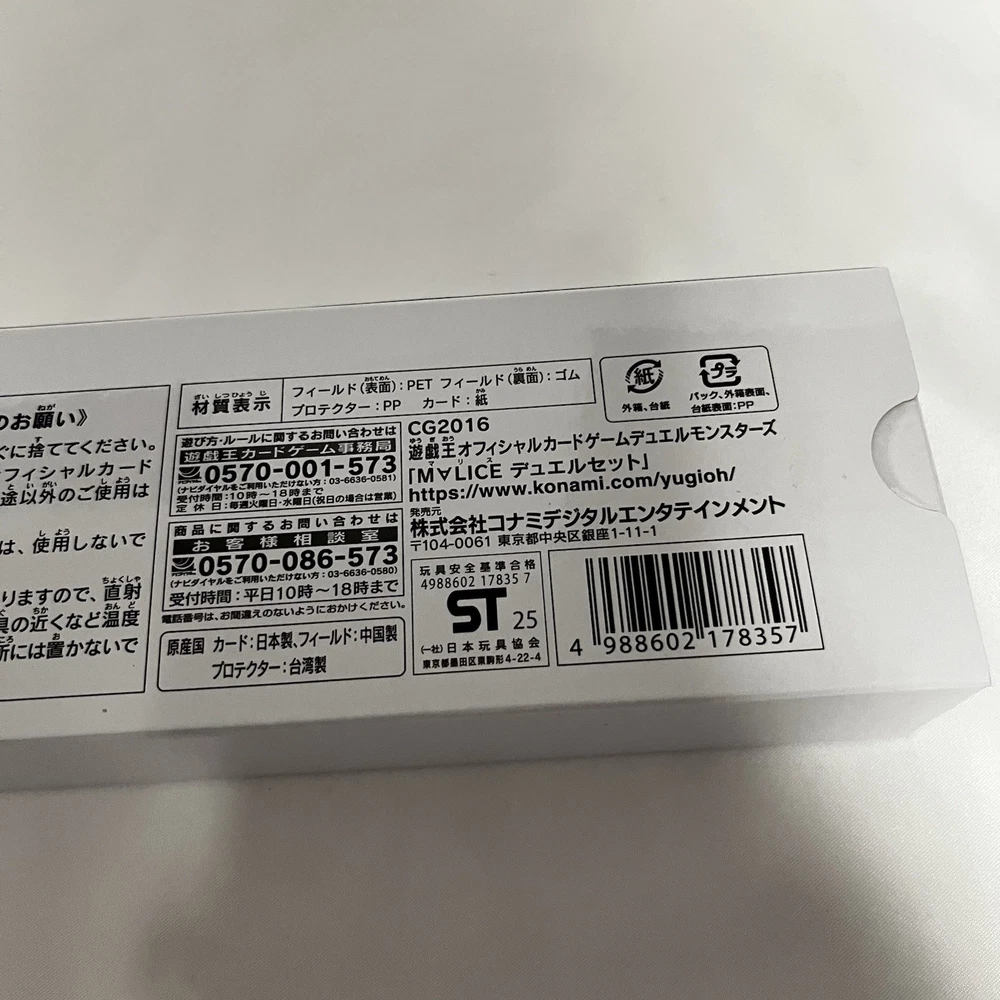 のお願い》
ねが
ぐに捨ててください。
フィシャルカード
途以外のご使用は
は、使用しないで
りますので、直射
具の近くなど温度
所には置かないで
材質表示
ざいしつひょうじ
フィールド(表面):PET フィールド(裏面):ゴム
プロテクター:PP カード:紙
紙
外箱、台紙
プラ
パック、外箱表面、
台紙表面:PP
遊び方・ルールに関するお問い合わせは
遊戯王カードゲーム事務局
0570-001-573
(ナビダイヤルをご利用いただけない方:03-6636-0581)
受付時間:10時〜18時まで
定休日:毎週火曜日・水曜日(祝日の場合は営業)
商品に関するお問い合わせは
お客様相談室
0570-086-573
(ナビダイヤルをご利用いただけない方:03-6636-0580)
受付時間:平日10時〜18時まで
電話番号は、お間違えのないようにおかけください。
原産国 カード:日本製、フィールド:中国製
プロテクター:台湾製
CG2016
遊戯王オフィシャルカードゲームデュエルモンスターズ
マリス
「M∀LICE デュエルセット」
https://www.konami.com/yugioh/
発売元
株式会社コナミデジタルエンタテインメント
〒104-0061 東京都中央区銀座1-11-1
玩具安全基準合格
4988602 17835 7
ST 25
(一社)日本玩具協会
東京都墨田区東駒形4-22-4
4 988602 178357